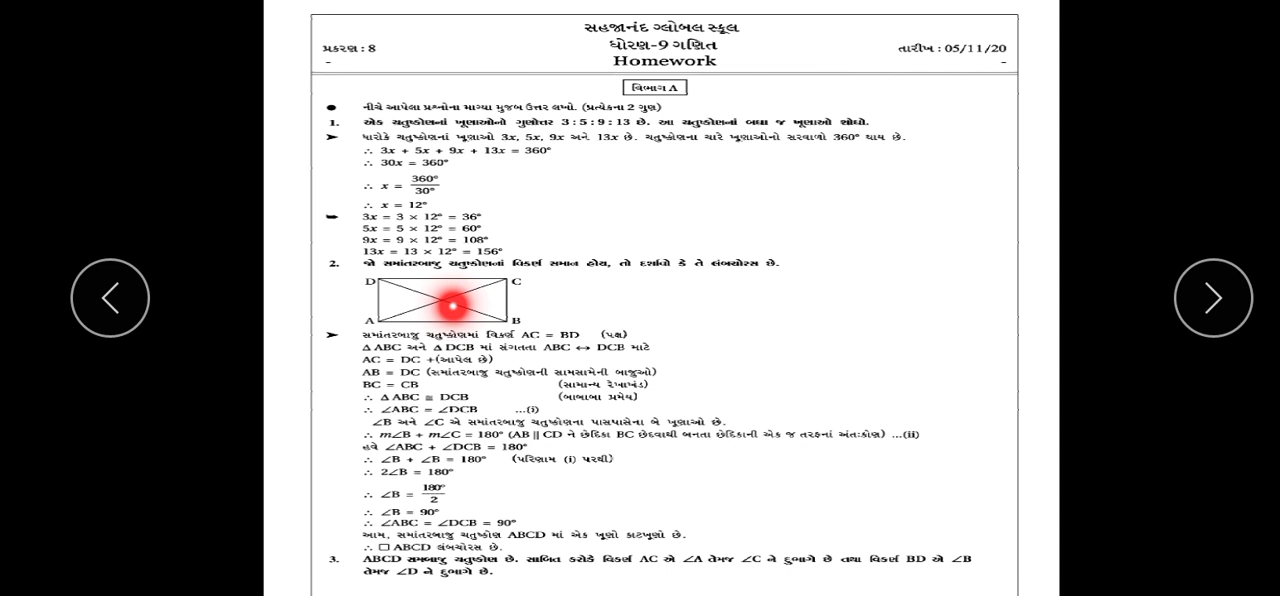 સહજાનંદ ગ્લોબલ સ્કૂલ
પ્રકરણ : 8 ધોરણ-9 ગણિત તારીખ : 05/11/20
- Homework -
વિભાગ A
● નીચે આપેલા પ્રશ્નોના માગ્યા મુજબ ઉત્તર લખો. (પ્રત્યેકના 2 ગુણ)
1. એક ચતુષ્કોણનાં ખૂણાઓનો ગુણોત્તર 3 : 5 : 9 : 13 છે. આ ચતુષ્કોણનાં બધા જ ખૂણાઓ શોધો.
➤ ધારોકે ચતુષ્કોણનાં ખૂણાઓ 3x, 5x, 9x અને 13x છે. ચતુષ્કોણના ચારે ખૂણાઓનો સરવાળો 360° થાય છે.
∴ 3x + 5x + 9x + 13x = 360°
∴ 30x = 360°
∴ x = 360°/30°
∴ x = 12°
➥ 3x = 3 × 12° = 36°
5x = 5 × 12° = 60°
9x = 9 × 12° = 108°
13x = 13 × 12° = 156°
2. જો સમાંતરબાજુ ચતુષ્કોણનાં વિકર્ણ સમાન હોય, તો દર્શાવો કે તે લંબચોરસ છે.
D C
A B
➤ સમાંતરબાજુ ચતુષ્કોણમાં વિકર્ણ AC = BD (પક્ષ)
Δ ABC અને Δ DCB માં સંગતતા ABC ↔ DCB માટે
AC = DC +(આપેલ છે)
AB = DC (સમાંતરબાજુ ચતુષ્કોણની સામસામેની બાજુઓ)
BC = CB (સામાન્ય રેખાખંડ)
∴ Δ ABC ≅ DCB (બાબાબા પ્રમેય)
∴ ∠ABC = ∠DCB ...(i)
∠B અને ∠C એ સમાંતરબાજુ ચતુષ્કોણના પાસપાસેના બે ખૂણાઓ છે.
∴ m∠B + m∠C = 180° (AB || CD ને છેદિકા BC છેદવાથી બનતા છેદિકાની એક જ તરફનાં અંતઃકોણ) ...(ii)
હવે ∠ABC + ∠DCB = 180°
∴ ∠B + ∠B = 180° (પરિણામ (i) પરથી)
∴ 2∠B = 180°
∴ ∠B = 180°/2
∴ ∠B = 90°
∴ ∠ABC = ∠DCB = 90°
આમ, સમાંતરબાજુ ચતુષ્કોણ ABCD માં એક ખૂણો કાટખૂણો છે.
∴ □ ABCD લંબચોરસ છે.
3. ABCD સમબાજુ ચતુષ્કોણ છે. સાબિત કરોકે વિકર્ણ AC એ ∠A તેમજ ∠C ને દુભાગે છે તથા વિકર્ણ BD એ ∠B
તેમજ ∠D ને દુભાગે છે.